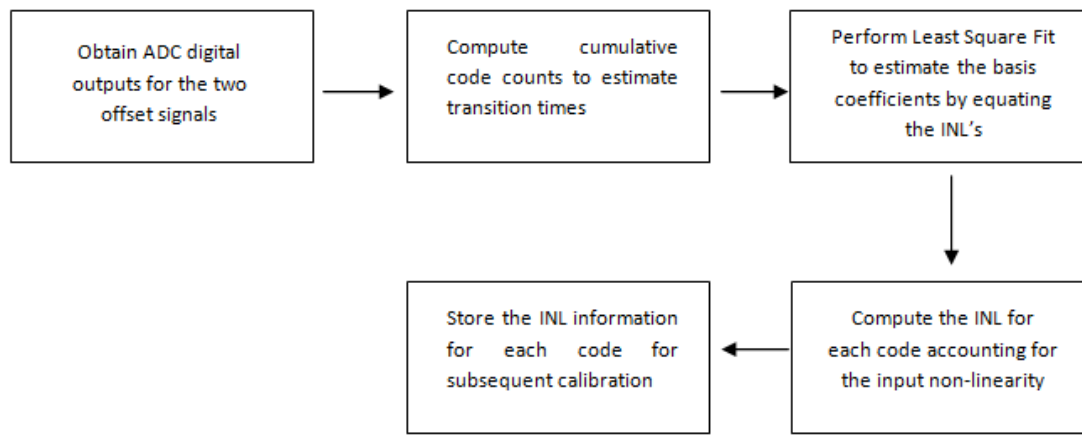 Obtain ADC digital
outputs for the two
offset signals
Compute cumulative
code counts to estimate
transition times
Perform Least Square Fit
to estimate the basis
coefficients by equating
the INL's
Compute the INL for
each code accounting for
the input non-linearity
Store the INL information
for each code for
subsequent calibration